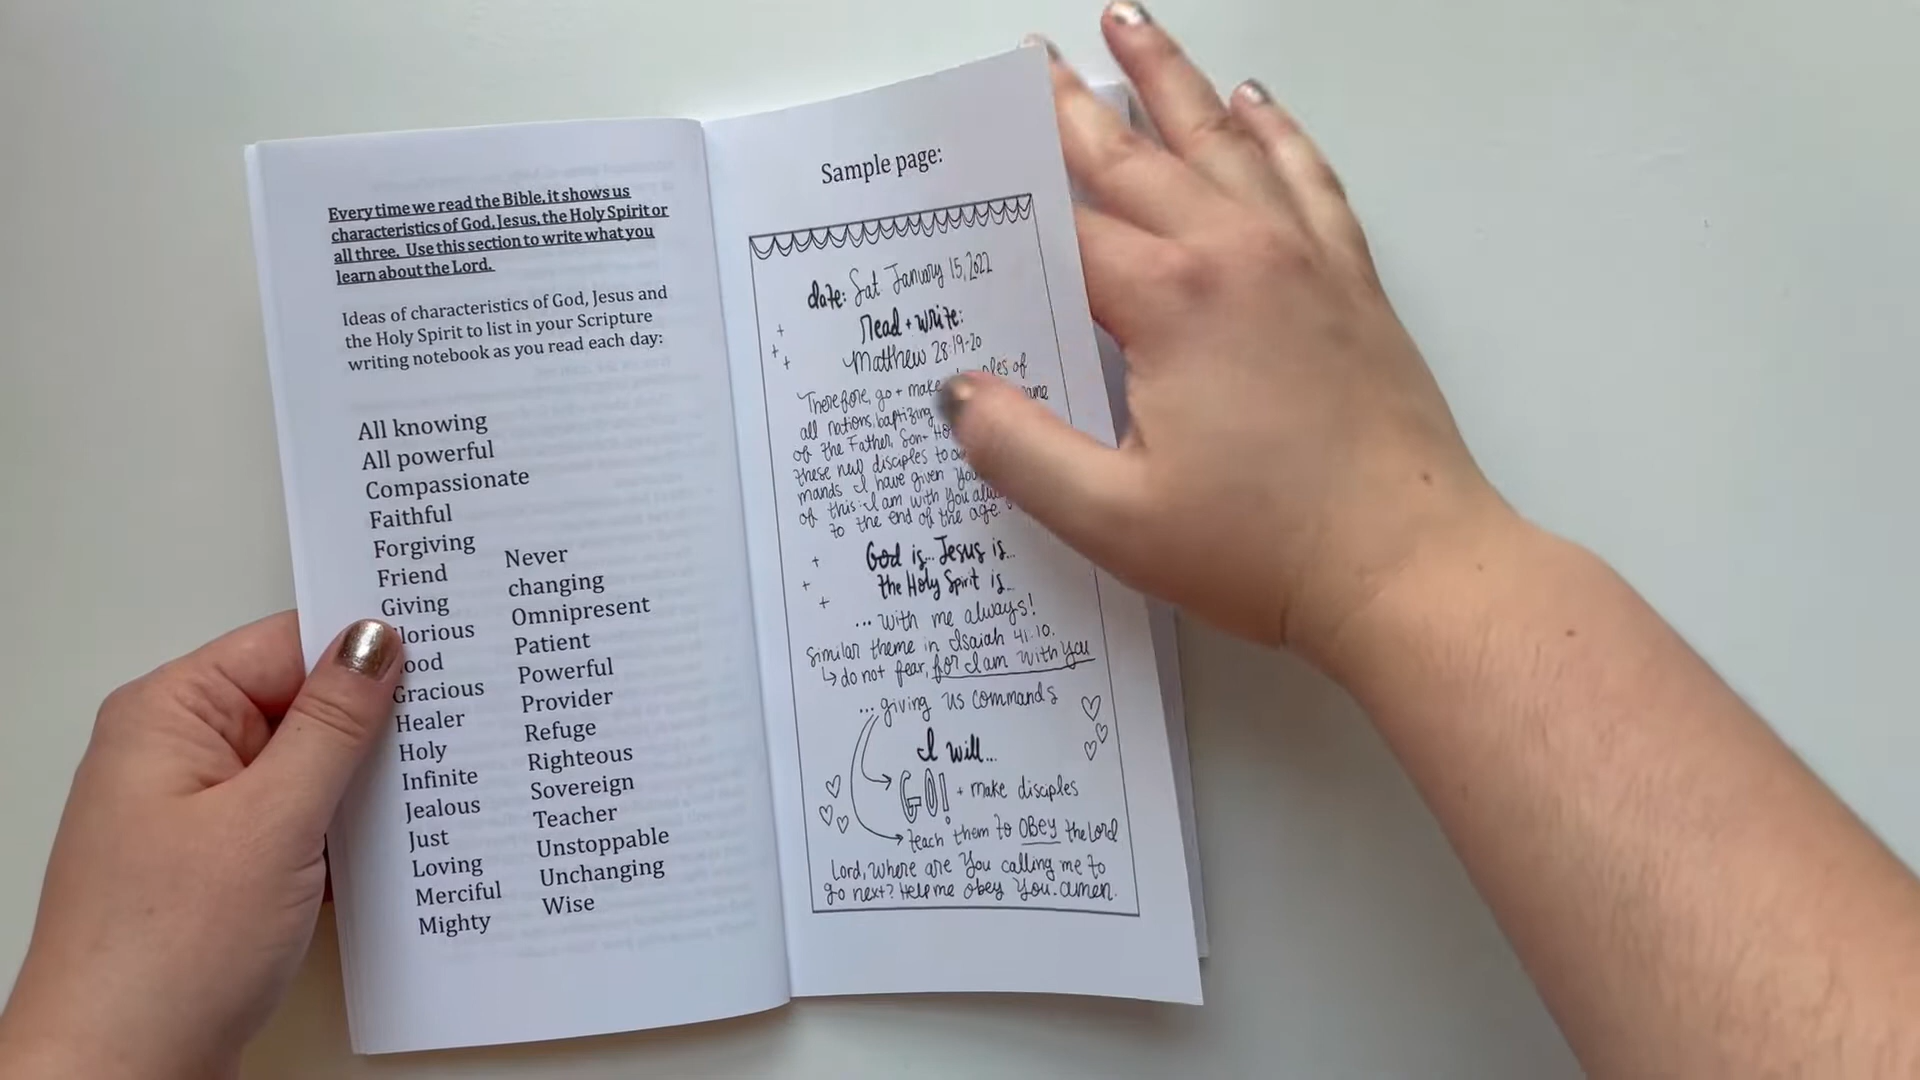 Every time we read the Bible, it shows us
characteristics of God, Jesus, the Holy Spirit or
all three. Use this section to write what you
learn about the Lord.
Ideas of characteristics of God, Jesus and
the Holy Spirit to list in your Scripture
writing notebook as you read each day:
All knowing
All powerful
Compassionate
Faithful
Forgiving
Friend
Giving
lorious
ood
Gracious
Healer
Holy
Infinite
Jealous
Just
Loving
Merciful
Mighty
Never
changing
Omnipresent
Patient
Powerful
Provider
Refuge
Righteous
Sovereign
Teacher
Unstoppable
Unchanging
Wise
Sample page:
date: Sat. January 15, 2022
Read + write:
Matthew 28:19-20
Therefore, go + make of
all nations, baptizing
of the Father, Son +
these new disciples to
mands I have given You
of this: I am with you
to the end of the age.
God is... Jesus is...
the Holy Spirit is...
... with me always!
Similar theme in Isaiah 41:10.
↳ do not fear, for I am with you
... giving us commands
I will...
GO! + make disciples
teach them to OBEY the Lord
Lord, where are You calling me to
go next? Help me obey You. amen.